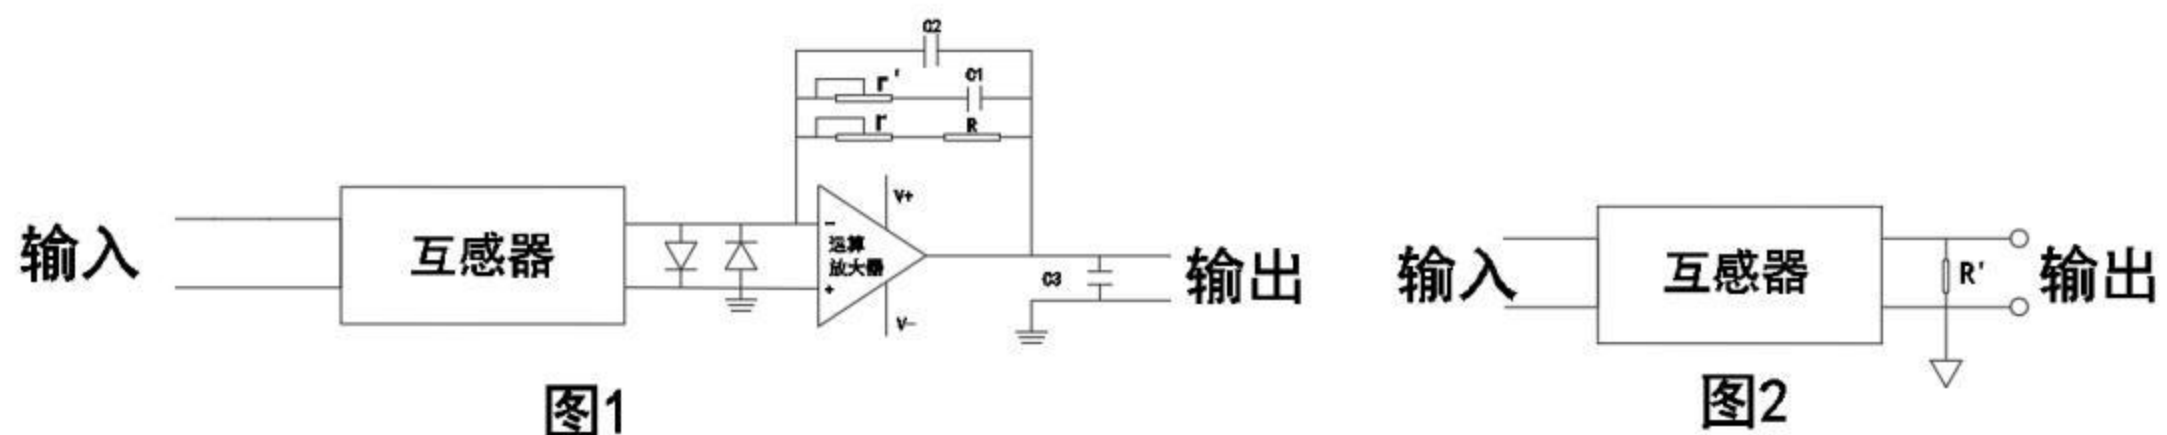 C2
r'
C1
r
R
V+
-
输入
互感器
运算
放大器
+
C3
输出
V-
图1
输入
互感器
R'
输出
图2